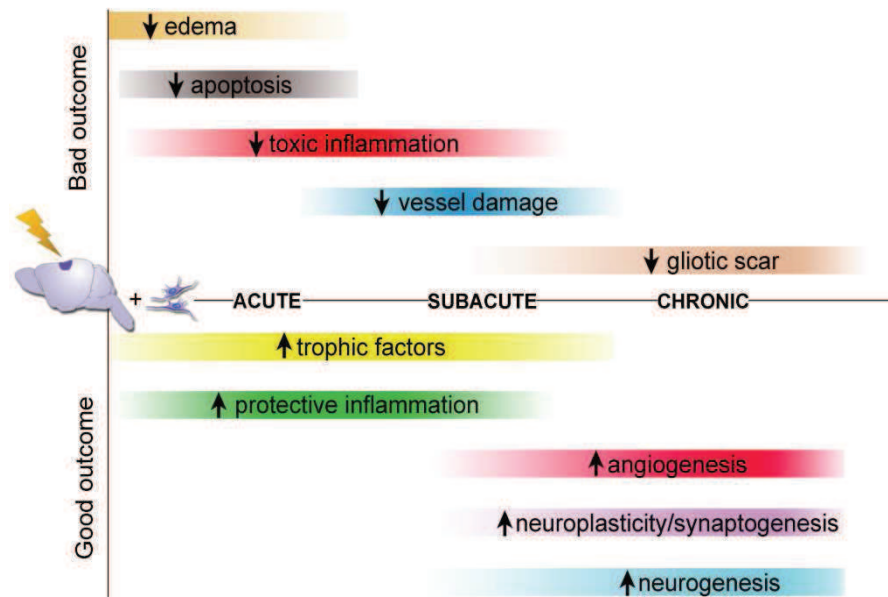 Bad outcome
↓ edema
↓ apoptosis
↓ toxic inflammation
↓ vessel damage
↓ gliotic scar
+ ACUTE SUBACUTE CHRONIC
Good outcome
↑ trophic factors
↑ protective inflammation
↑ angiogenesis
↑ neuroplasticity/synaptogenesis
↑ neurogenesis